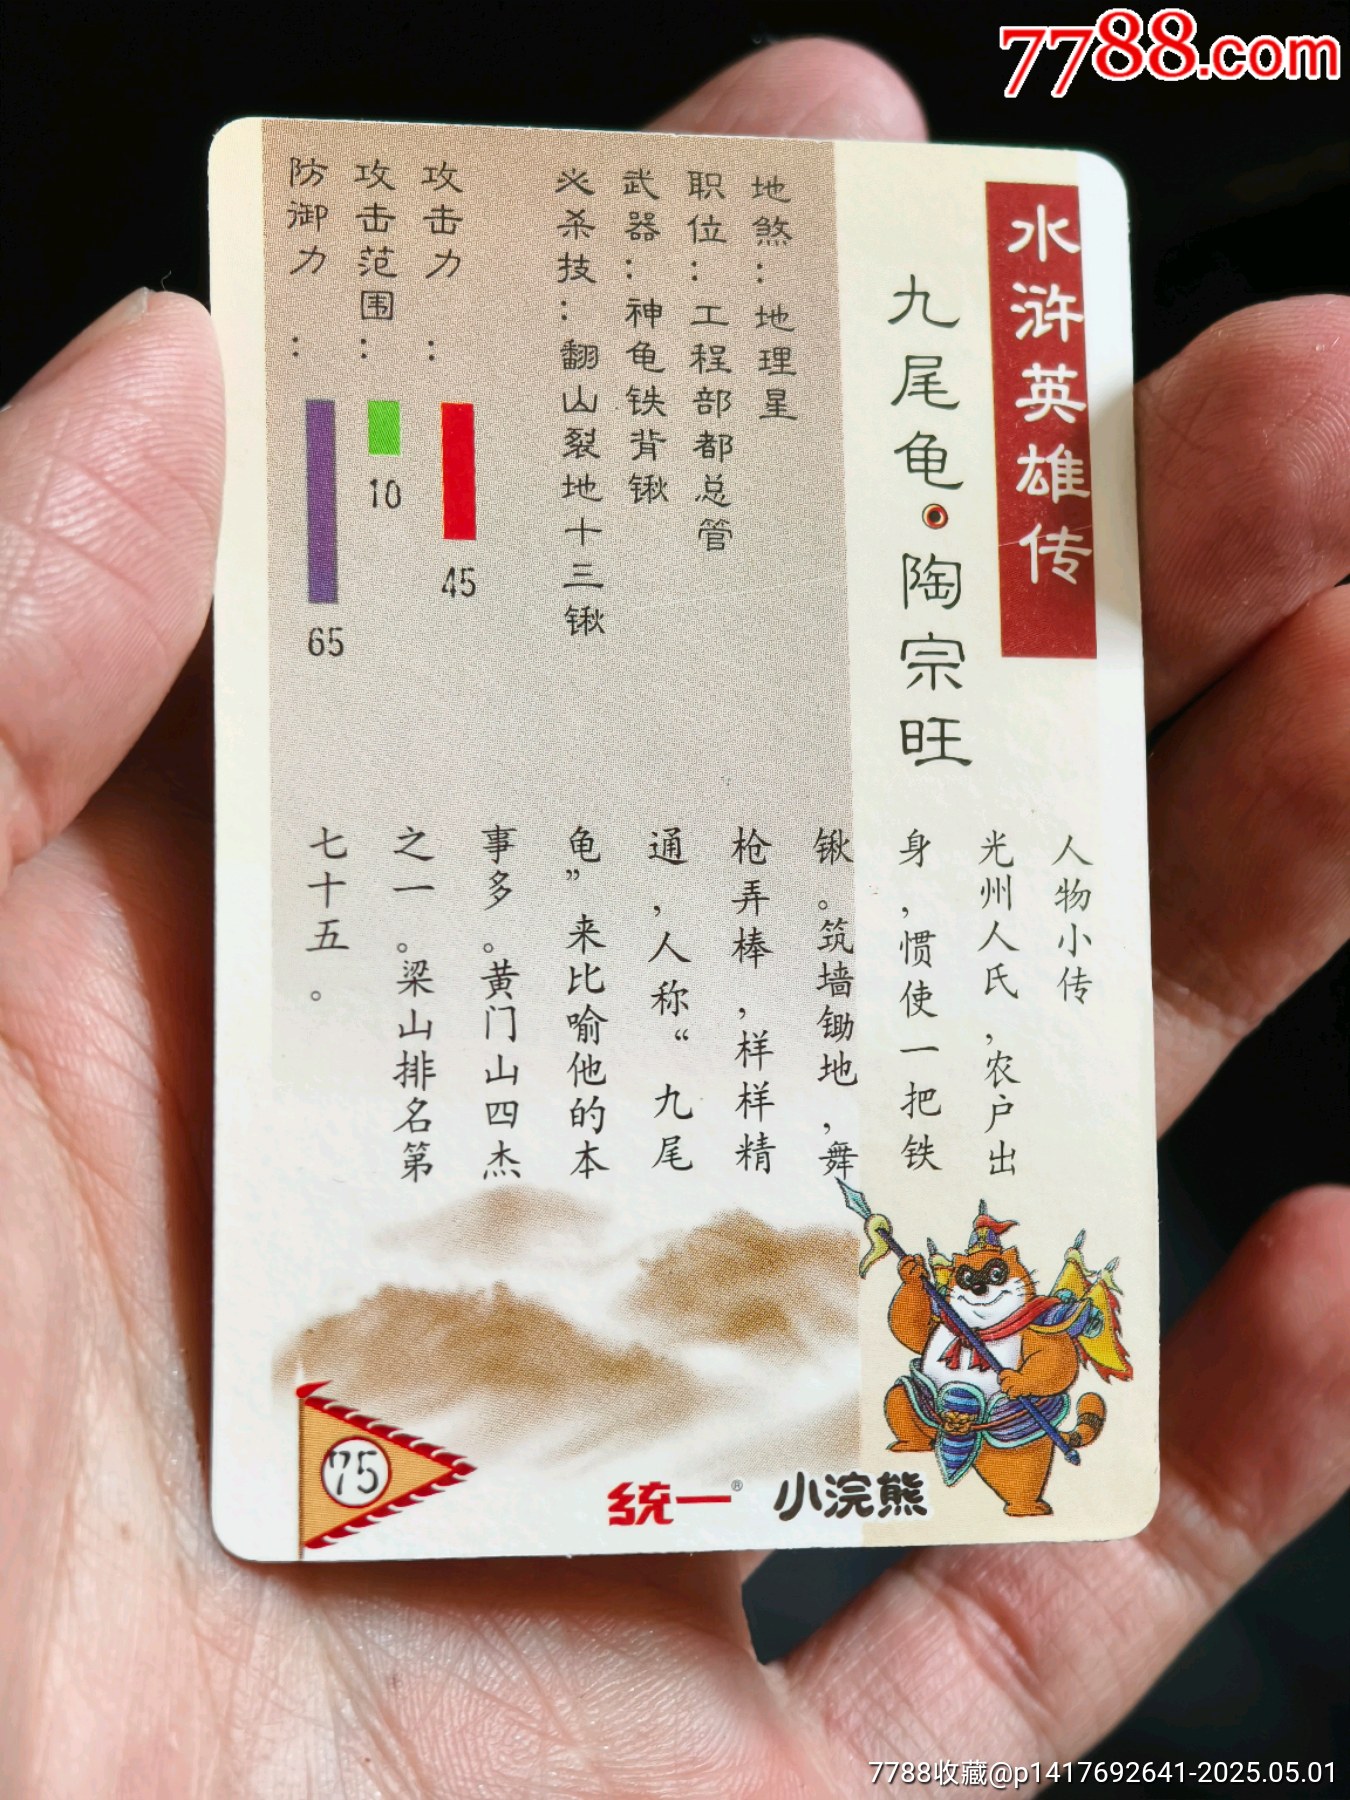 7788.com
水浒英雄传
九尾龟·陶宗旺
地煞：地理星
职位：工程部都总管
武器：神龟铁背锹
必杀技：翻山裂地十三锹
攻击力：
45
攻击范围：
10
防御力：
65
人物小传
光州人氏，农户出
身，惯使一把铁
锹。筑墙锄地，舞
枪弄棒，样样精
通，人称“九尾
龟”来比喻他的本
事多。黄门山四杰
之一。梁山排名第
七十五。
75
统一® 小浣熊
7788收藏@p1417692641-2025.05.01